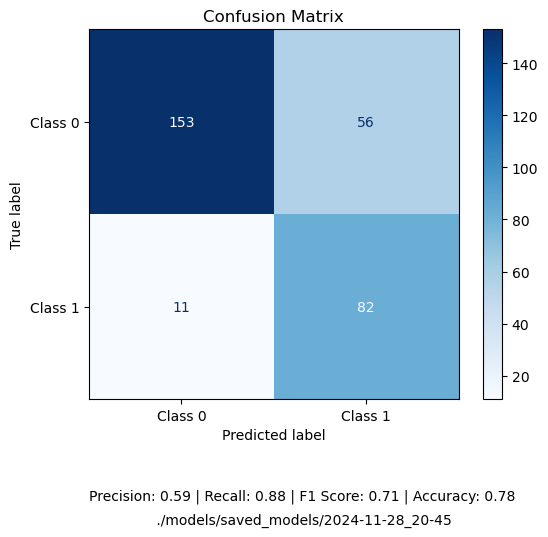 Confusion Matrix
Class 0
153
56
140
120
100
80
60
40
20
True label
Class 1
11
82
Class 0
Class 1
Predicted label
Precision: 0.59 | Recall: 0.88 | F1 Score: 0.71 | Accuracy: 0.78
./models/saved_models/2024-11-28_20-45